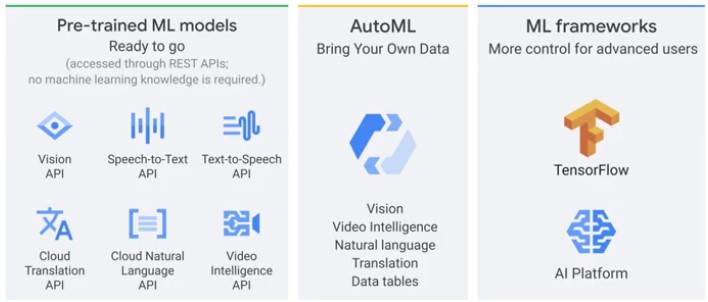 Pre-trained ML models
Ready to go
(accessed through REST APIs;
no machine learning knowledge is required.)
Vision
API
Speech-to-Text
API
Text-to-Speech
API
Cloud
Translation
API
Cloud Natural
Language
API
Video
Intelligence
API
AutoML
Bring Your Own Data
Vision
Video Intelligence
Natural language
Translation
Data tables
ML frameworks
More control for advanced users
TensorFlow
AI Platform